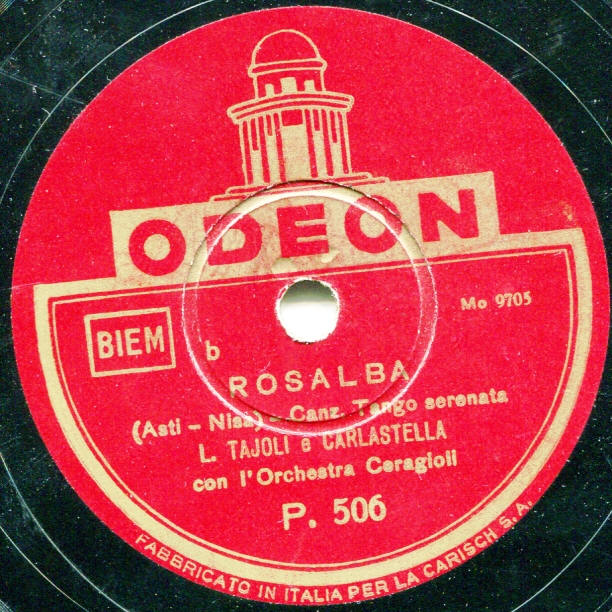 ODEON
Mo 9705
BIEM
b
ROSALBA
(Asti - Nisa) - Canz. Tango serenata
L. TAJOLI e CARLASTELLA
con l'Orchestra Ceragioli
P. 506
FABBRICATO IN ITALIA PER LA CARISCH S. A.